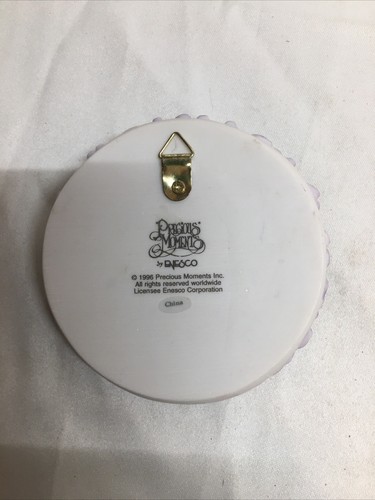 PRECIOUS
MOMENTS
by ENESCO
© 1996 Precious Moments Inc.
All rights reserved worldwide
Licensee Enesco Corporation
China